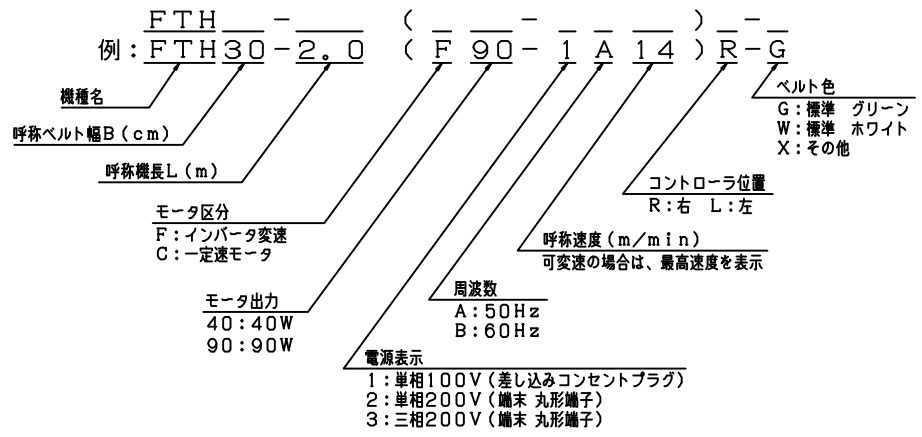 FTH - ( - ) -
例：FTH30-2.0 (F90-1A14)R-G
機種名
呼称ベルト幅B(cm)
呼称機長L(m)
モータ区分
F：インバータ変速
C：一定速モータ
モータ出力
40：40W
90：90W
電源表示
1：単相100V(差し込みコンセントプラグ)
2：単相200V(端末 丸形端子)
3：三相200V(端末 丸形端子)
周波数
A：50Hz
B：60Hz
呼称速度(m/min)
可変速の場合は、最高速度を表示
コントローラ位置
R：右 L：左
ベルト色
G：標準 グリーン
W：標準 ホワイト
X：その他